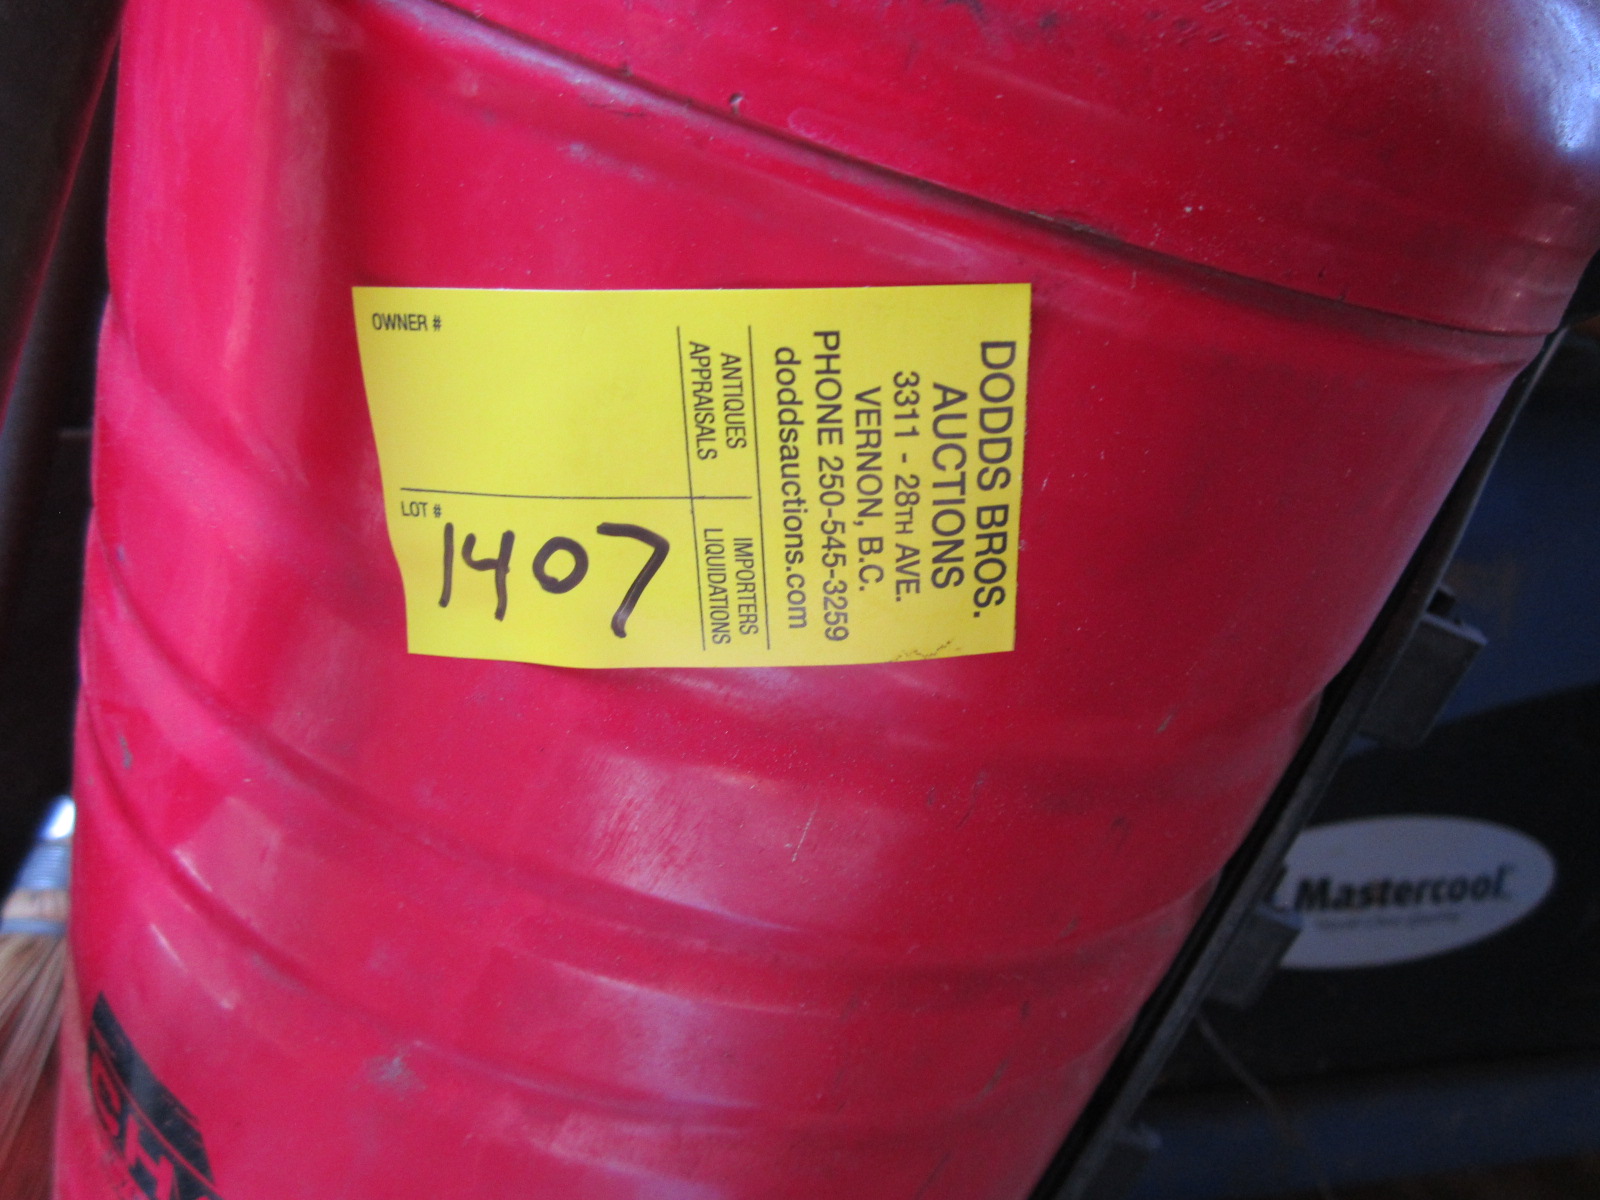 DODDS BROS.
AUCTIONS
3311 - 28TH AVE.
VERNON, B.C.
PHONE 250-545-3259
doddsauctions.com
ANTIQUES
APPRAISALS
IMPORTERS
LIQUIDATIONS
OWNER #
LOT #
1407
Mastercool